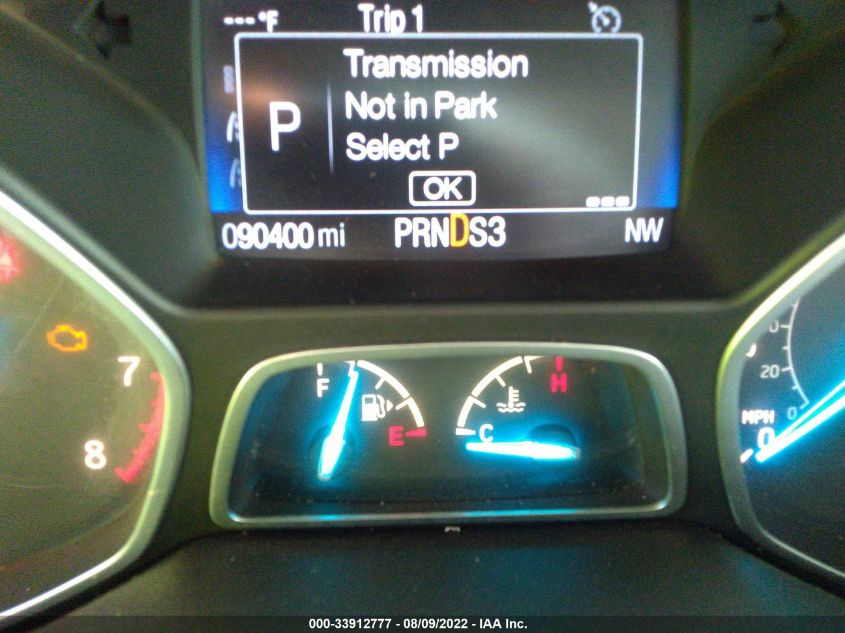 ---°F Trip 1
Transmission
Not in Park
P
Select P
OK
090400 mi PRNDS3 NW
7
8
F
E
C
H
20
0
MPH
0
000-33912777 - 08/09/2022 - IAA Inc.